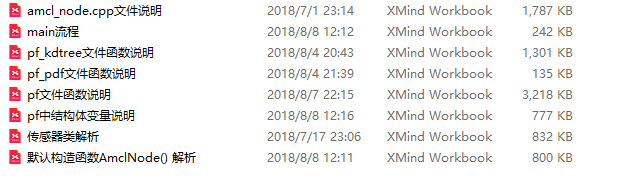 amcl_node.cpp文件说明 2018/7/1 23:14 XMind Workbook 1,787 KB
main流程 2018/8/8 12:12 XMind Workbook 242 KB
pf_kdtree文件函数说明 2018/8/4 20:43 XMind Workbook 1,301 KB
pf_pdf文件函数说明 2018/8/4 21:39 XMind Workbook 135 KB
pf文件函数说明 2018/8/7 22:15 XMind Workbook 3,218 KB
pf中结构体变量说明 2018/8/8 12:16 XMind Workbook 777 KB
传感器类解析 2018/7/17 23:06 XMind Workbook 832 KB
默认构造函数AmclNode() 解析 2018/8/8 12:11 XMind Workbook 800 KB